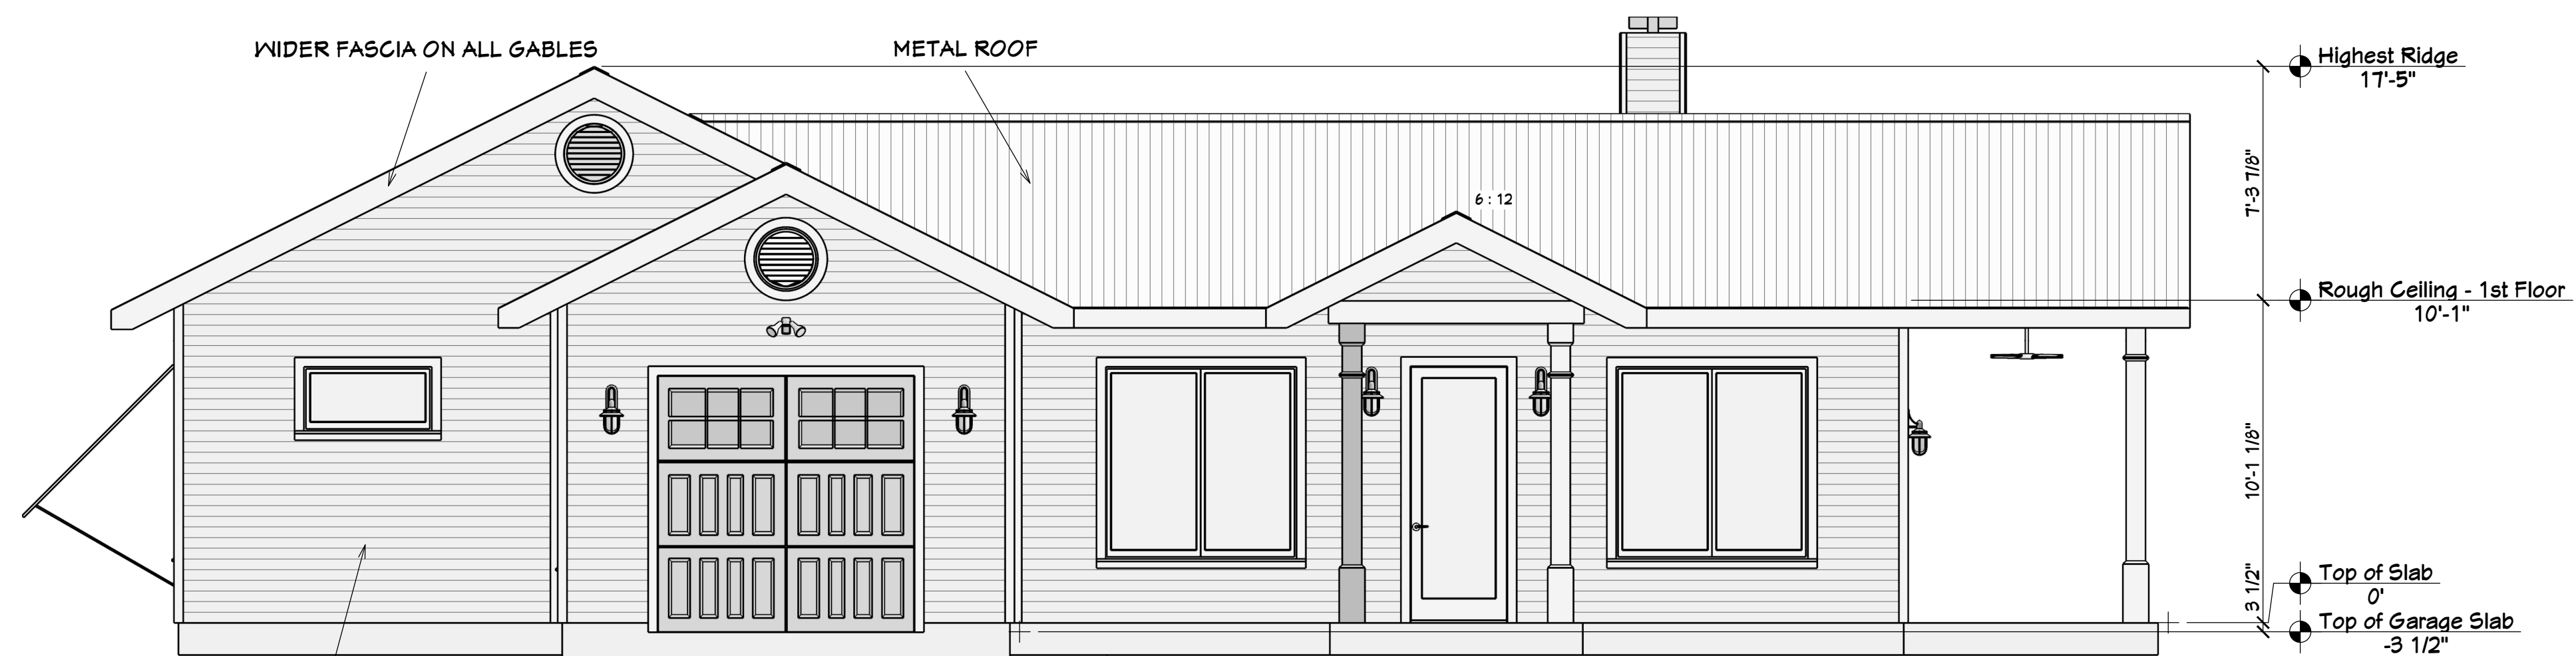 WIDER FASCIA ON ALL GABLES
METAL ROOF
Highest Ridge
17'-5"
7'-3 7/8"
6 : 12
Rough Ceiling - 1st Floor
10'-1"
10'-1 1/8"
3 1/2"
Top of Slab
0'
Top of Garage Slab
-3 1/2"